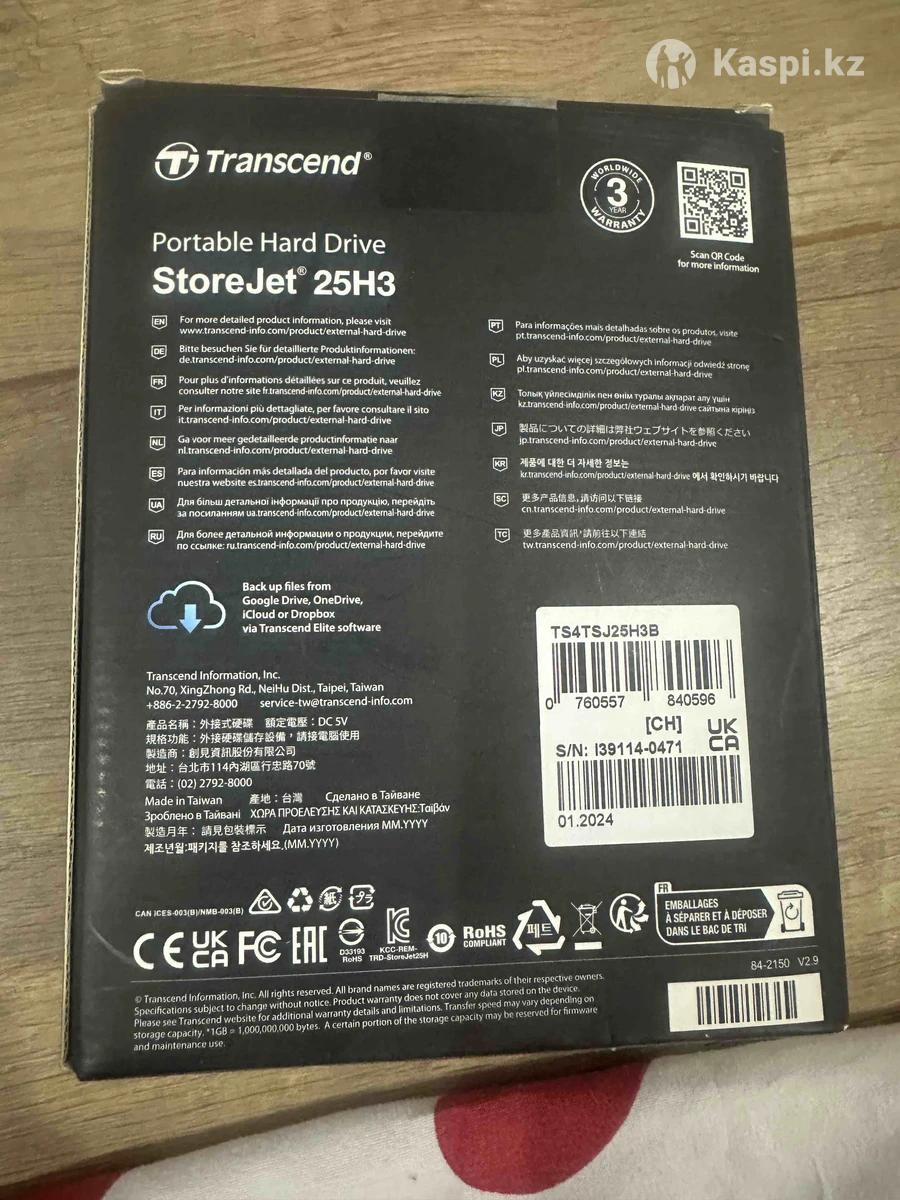 Kaspi.kz
Transcend®
WORLDWIDE
3
YEAR
WARRANTY
Scan QR Code
for more information
Portable Hard Drive
StoreJet® 25H3
EN For more detailed product information, please visit
www.transcend-info.com/product/external-hard-drive
DE Bitte besuchen Sie für detaillierte Produktinformationen:
de.transcend-info.com/product/external-hard-drive
FR Pour plus d'informations détaillées sur ce produit, veuillez
consulter notre site fr.transcend-info.com/product/external-hard-drive
IT Per informazioni più dettagliate, per favore consultare il sito
it.transcend-info.com/product/external-hard-drive
NL Ga voor meer gedetailleerde productinformatie naar
nl.transcend-info.com/product/external-hard-drive
ES Para información más detallada del producto, por favor visite
nuestra website es.transcend-info.com/product/external-hard-drive
UA Для більш детальної інформації про продукцію, перейдіть
за посиланням ua.transcend-info.com/product/external-hard-drive
RU Для более детальной информации о продукции, перейдите
по ссылке: ru.transcend-info.com/product/external-hard-drive
PT Para informações mais detalhadas sobre os produtos, visite
pt.transcend-info.com/product/external-hard-drive
PL Aby uzyskać więcej szczegółowych informacji odwiedź stronę
pl.transcend-info.com/product/external-hard-drive
KZ Толық үйлесімділік пен өнім туралы ақпарат алу үшін
kz.transcend-info.com/product/external-hard-drive сайтына кіріңіз
JP 製品についての詳細は弊社ウェブサイトを参照ください
jp.transcend-info.com/product/external-hard-drive
KR 제품에 대한 더 자세한 정보는
kr.transcend-info.com/product/external-hard-drive 에서 확인하시기 바랍니다
SC 更多产品信息,请访问以下链接
cn.transcend-info.com/product/external-hard-drive
TC 更多產品資訊,請前往以下連結
tw.transcend-info.com/product/external-hard-drive
Back up files from
Google Drive, OneDrive,
iCloud or Dropbox
via Transcend Elite software
Transcend Information, Inc.
No.70, XingZhong Rd., NeiHu Dist., Taipei, Taiwan
+886-2-2792-8000 service-tw@transcend-info.com
產品名稱：外接式硬碟 額定電壓：DC 5V
規格功能：外接硬碟儲存設備，請接電腦使用
製造商：創見資訊股份有限公司
地址：台北市114內湖區行忠路70號
電話：(02) 2792-8000
Made in Taiwan 產地：台灣 Сделано в Тайване
Зроблено в Тайвані ΧΩΡΑ ΠΡΟΕΛΕΥΣΗΣ ΚΑΙ ΚΑΤΑΣΚΕΥΗΣ:Ταϊβάν
製造月年： 請見包裝標示 Дата изготовления MM.YYYY
제조년월:패키지를 참조하세요.(MM.YYYY)
TS4TSJ25H3B
0 760557 840596
[CH]
UK
CA
S/N: I39114-0471
01.2024
CAN ICES-003(B)/NMB-003(B)
紙
プラ
CE UK
CA FC EAC
D33193
RoHS
KCC-REM-
TRD-StoreJet25H
10
RoHS
COMPLIANT
페트
FR
EMBALLAGES
À SÉPARER ET À DÉPOSER
DANS LE BAC DE TRI
84-2150 V2.9
© Transcend Information, Inc. All rights reserved. All brand names are registered trademarks of their respective owners.
Specifications subject to change without notice. Product warranty does not cover any data stored on the device.
Please see Transcend website for additional warranty details and limitations. Transfer speed may vary depending on
storage capacity. *1GB = 1,000,000,000 bytes. A certain portion of the storage capacity may be reserved for firmware
and maintenance use.